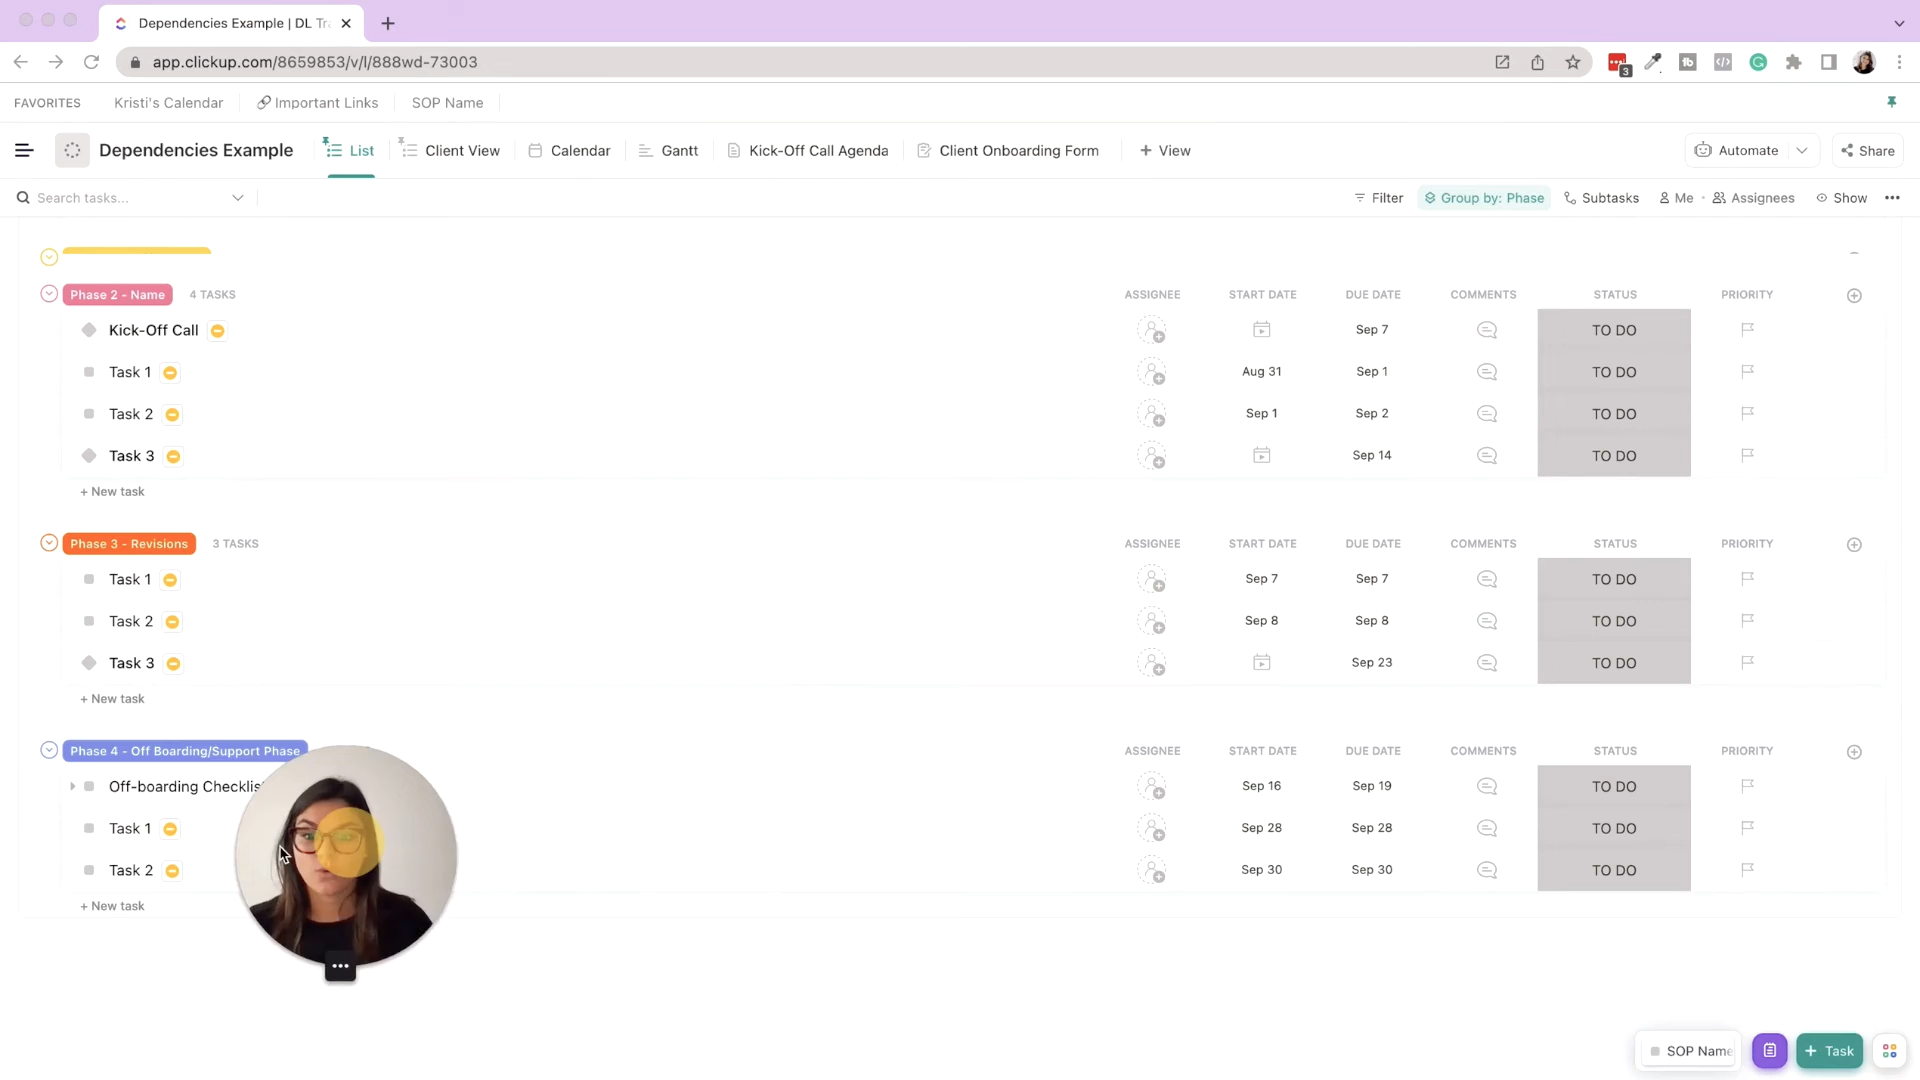 Dependencies Example | DL Tr
app.clickup.com/8659853/v/l/888wd-73003
3
FAVORITES Kristi's Calendar Important Links SOP Name
Dependencies Example List Client View Calendar Gantt Kick-Off Call Agenda Client Onboarding Form + View Automate Share
Search tasks... Filter Group by: Phase Subtasks Me Assignees Show
Phase 2 - Name 4 TASKS ASSIGNEE START DATE DUE DATE COMMENTS STATUS PRIORITY
Kick-Off Call Sep 7 TO DO
Task 1 Aug 31 Sep 1 TO DO
Task 2 Sep 1 Sep 2 TO DO
Task 3 Sep 14 TO DO
+ New task
Phase 3 - Revisions 3 TASKS ASSIGNEE START DATE DUE DATE COMMENTS STATUS PRIORITY
Task 1 Sep 7 Sep 7 TO DO
Task 2 Sep 8 Sep 8 TO DO
Task 3 Sep 23 TO DO
+ New task
Phase 4 - Off Boarding/Support Phase ASSIGNEE START DATE DUE DATE COMMENTS STATUS PRIORITY
Off-boarding Checklis Sep 16 Sep 19 TO DO
Task 1 Sep 28 Sep 28 TO DO
Task 2 Sep 30 Sep 30 TO DO
+ New task
SOP Name + Task